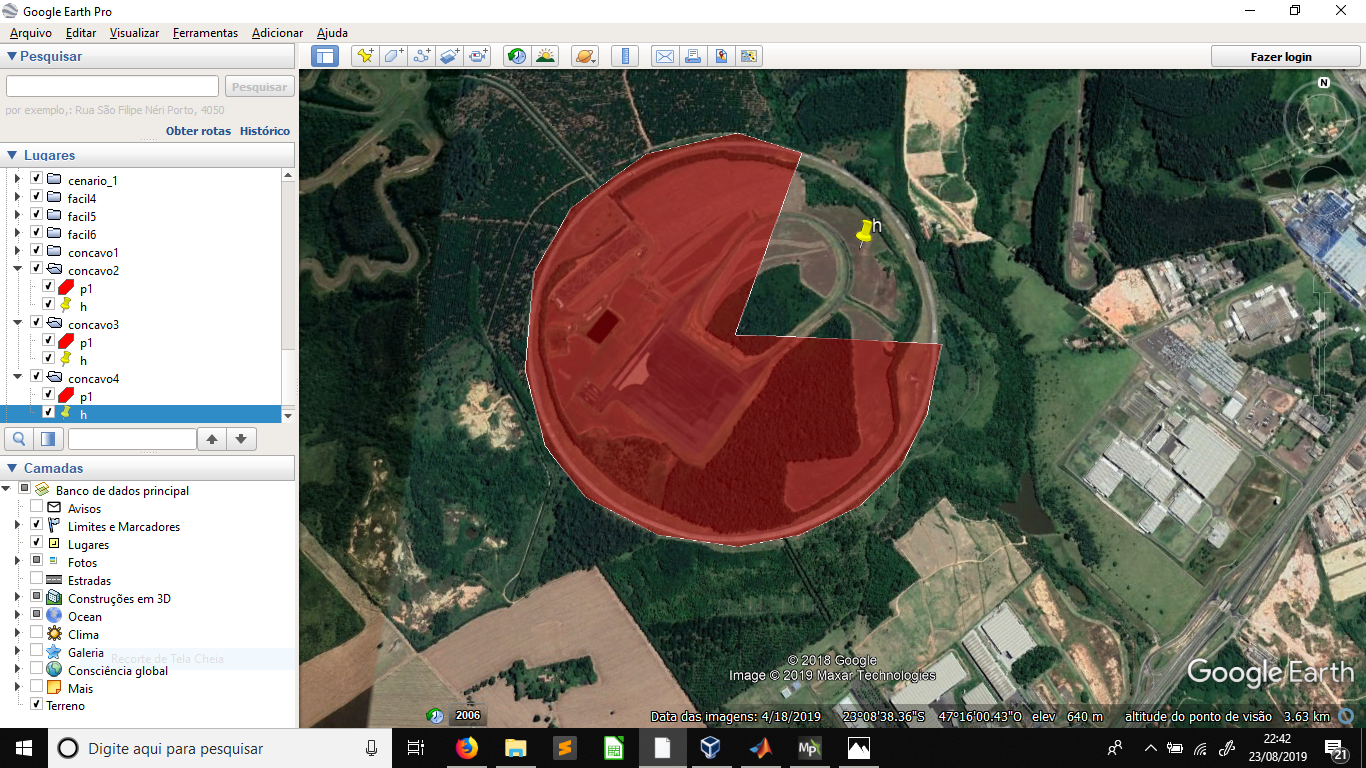 Google Earth Pro
Arquivo Editar Visualizar Ferramentas Adicionar Ajuda
Pesquisar
Fazer login
Pesquisar
por exemplo,: Rua São Filipe Néri Porto, 4050
Obter rotas Histórico
Lugares
cenario_1
facil4
facil5
facil6
concavo1
concavo2
p1
h
concavo3
p1
h
concavo4
p1
h
Camadas
Banco de dados principal
Avisos
Limites e Marcadores
Lugares
Fotos
Estradas
Construções em 3D
Ocean
Clima
Galeria
Recorte de Tela Cheia
Consciência global
Mais
Terreno
N
h
© 2018 Google
Image © 2019 Maxar Technologies
Google Earth
2006
Data das imagens: 4/18/2019 23°08'38.36"S 47°16'00.43"O elev 640 m altitude do ponto de visão 3.63 km
Digite aqui para pesquisar
Mp
22:42
23/08/2019
21